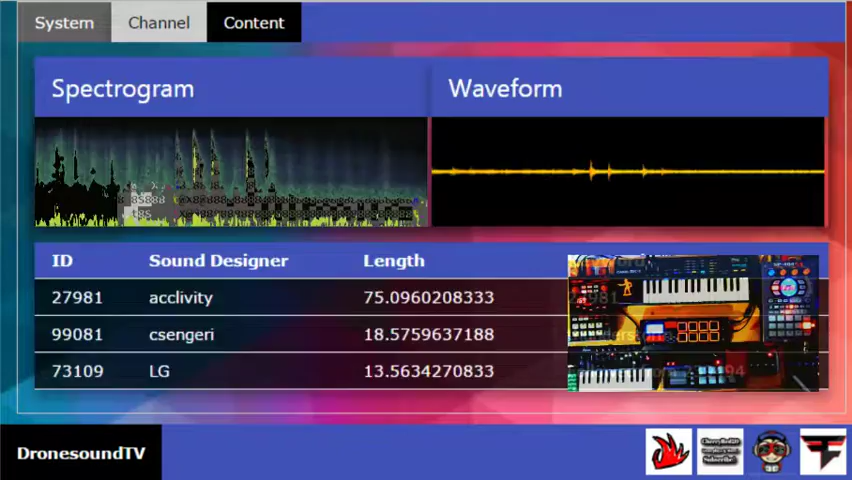 System Channel Content
Spectrogram Waveform
ID Sound Designer Length
27981 acclivity 75.0960208333
99081 csengeri 18.5759637188
73109 LG 13.5634270833
DronesoundTV